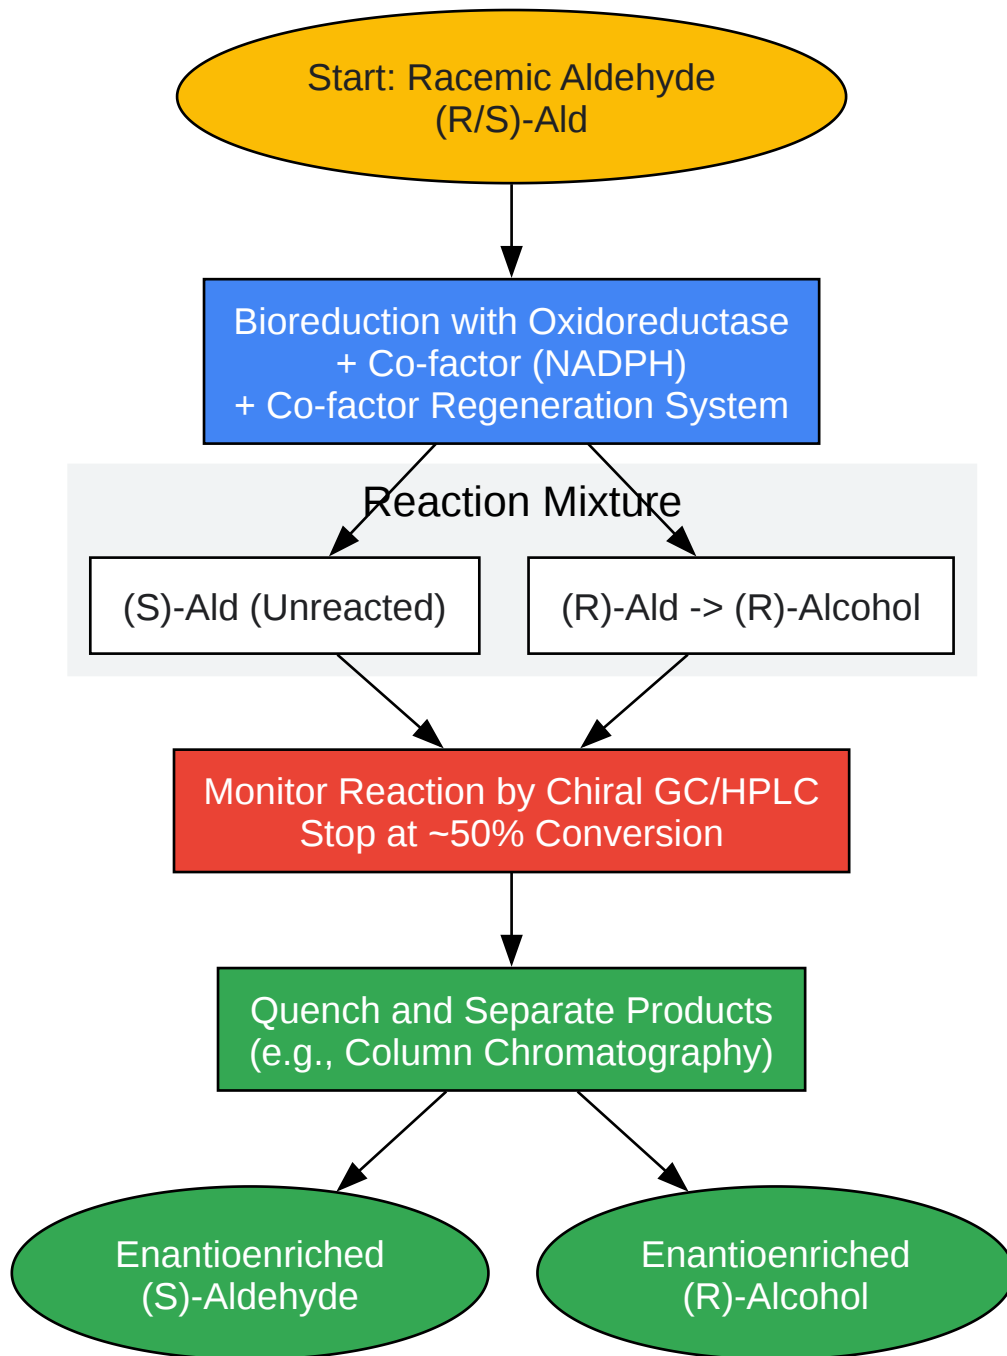 Start: Racemic Aldehyde
(R/S)-Ald
Bioreduction with Oxidoreductase
+ Co-factor (NADPH)
+ Co-factor Regeneration System
Reaction Mixture
(S)-Ald (Unreacted)
(R)-Ald -> (R)-Alcohol
Monitor Reaction by Chiral GC/HPLC
Stop at ~50% Conversion
Quench and Separate Products
(e.g., Column Chromatography)
Enantioenriched
(S)-Aldehyde
Enantioenriched
(R)-Alcohol